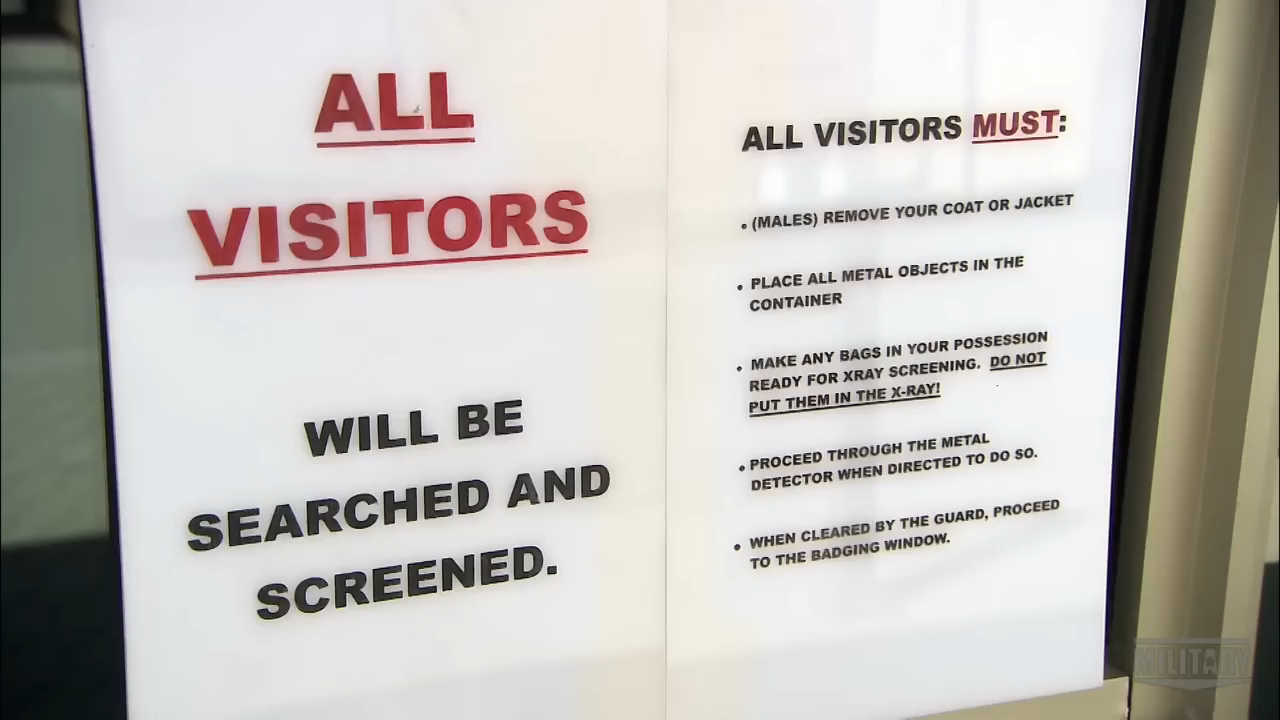 ALL
VISITORS
WILL BE
SEARCHED AND
SCREENED.
ALL VISITORS MUST:
• (MALES) REMOVE YOUR COAT OR JACKET
• PLACE ALL METAL OBJECTS IN THE
CONTAINER
• MAKE ANY BAGS IN YOUR POSSESSION
READY FOR XRAY SCREENING. DO NOT
PUT THEM IN THE X-RAY!
• PROCEED THROUGH THE METAL
DETECTOR WHEN DIRECTED TO DO SO.
• WHEN CLEARED BY THE GUARD, PROCEED
TO THE BADGING WINDOW.
MILITARY